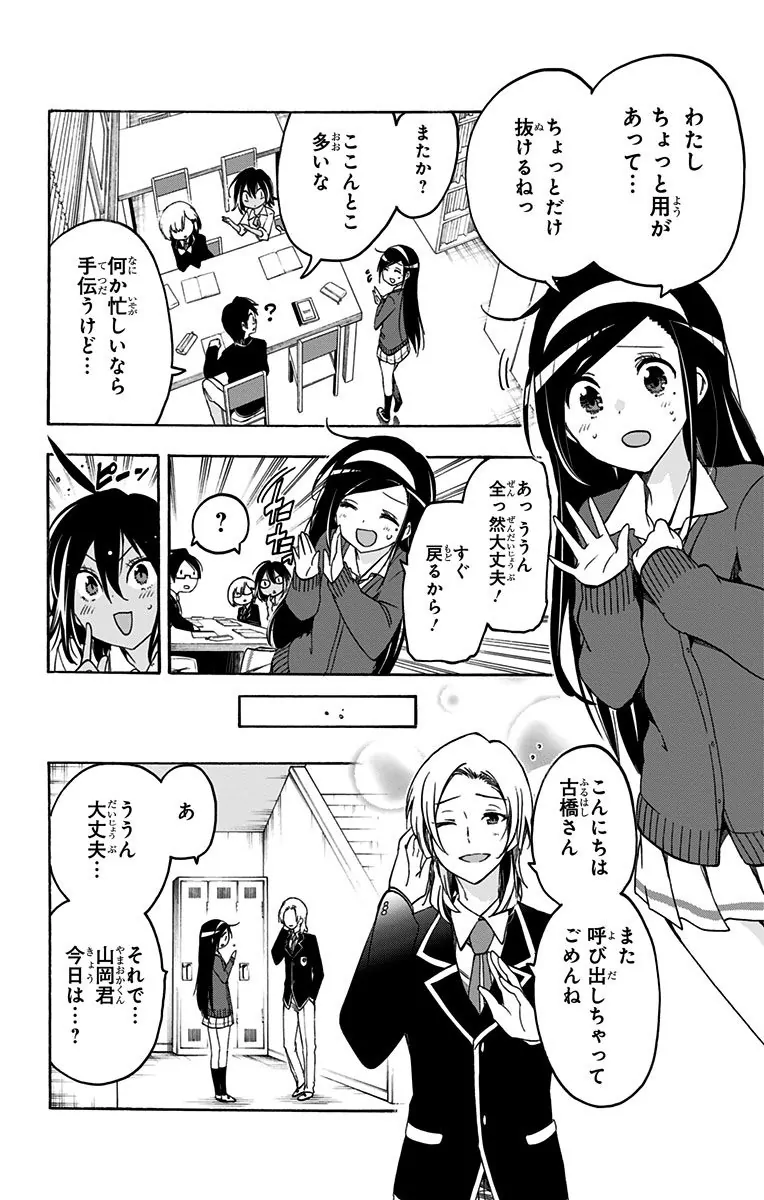 わたし
ちょっと用が
あって…
ちょっとだけ
抜けるねっ
またか?
ここんとこ
多いな
?
何か忙しいなら
手伝うけど…
あっ ううん
全っ然大丈夫!
すぐ
戻るから!
?
ピーン
こんにちは
古橋さん
また
呼び出しちゃって
ごめんね
あ
ううん
大丈夫…
それで…
山岡君
今日は…?